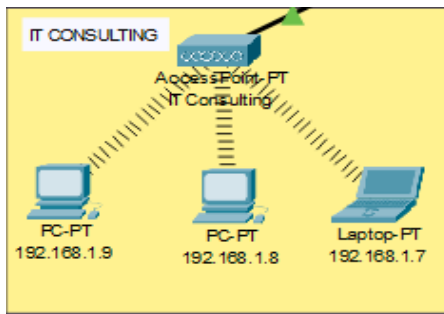 IT CONSULTING
AccessPoint-PT
IT Consulting
PC-PT
192.168.1.9
PC-PT
192.168.1.8
Laptop-PT
192.168.1.7